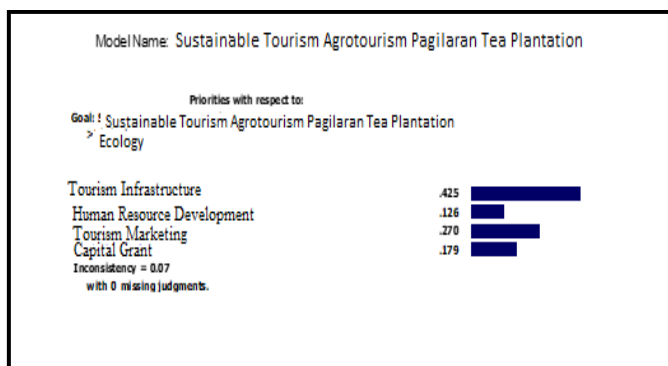 Model Name: Sustainable Tourism Agrotourism Pagilaran Tea Plantation
Priorities with respect to:
Goal: Sustainable Tourism Agrotourism Pagilaran Tea Plantation
> Ecology
Tourism Infrastructure .425
Human Resource Development .126
Tourism Marketing .270
Capital Grant .179
Inconsistency = 0.07
with 0 missing judgments.